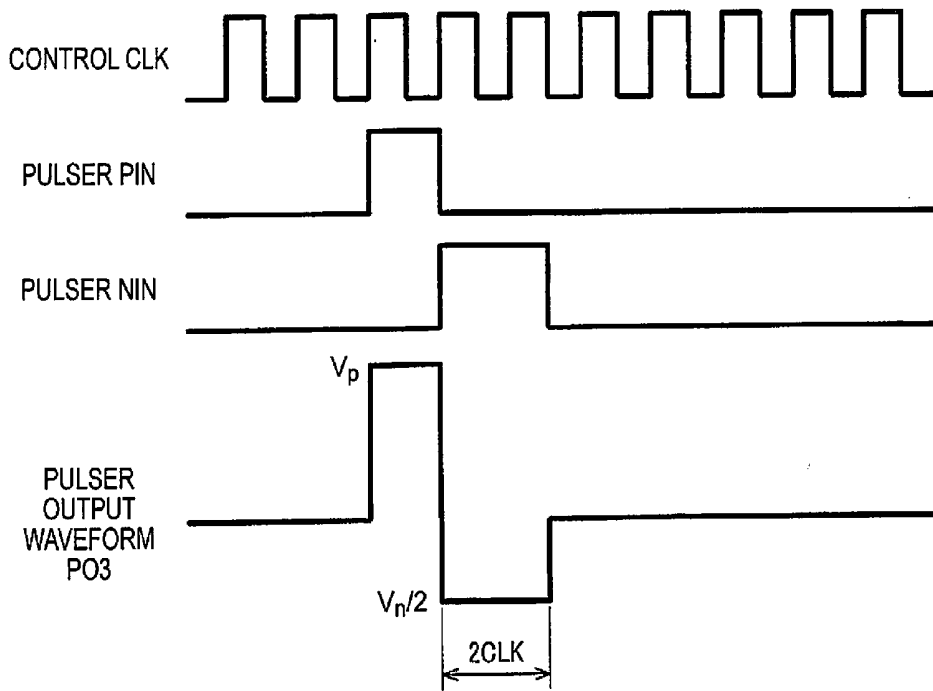 CONTROL CLK
PULSER PIN
PULSER NIN
Vp
PULSER
OUTPUT
WAVEFORM
PO3
Vn/2
2CLK